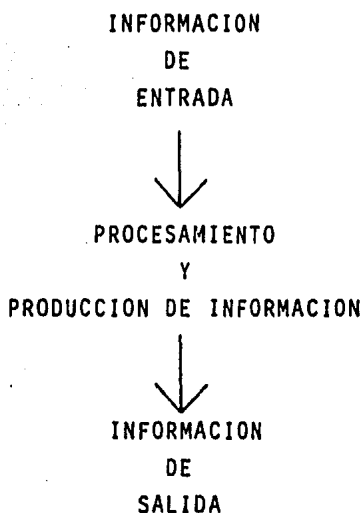 INFORMACION
DE
ENTRADA
PROCESAMIENTO
Y
PRODUCCION DE INFORMACION
INFORMACION
DE
SALIDA